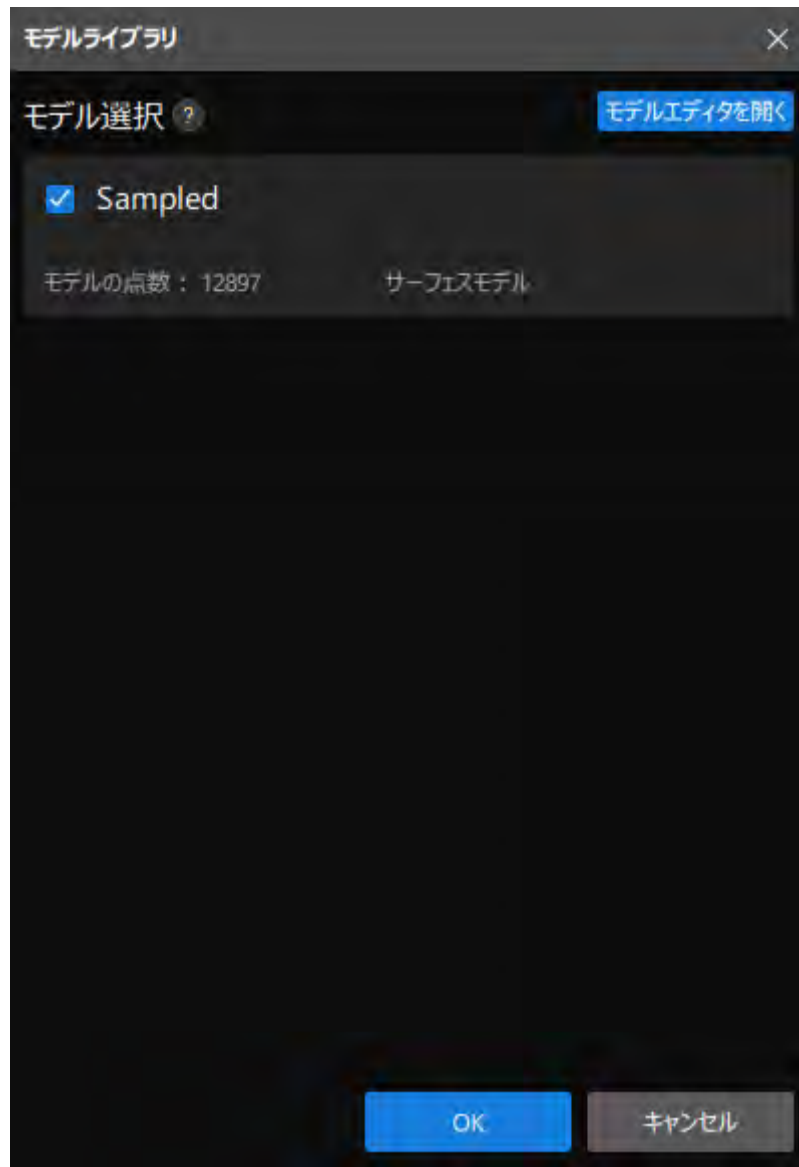 モデルライブラリ
モデル選択 ?
モデルエディタを開く
Sampled
モデルの点数： 12897 サーフェスモデル
OK キャンセル